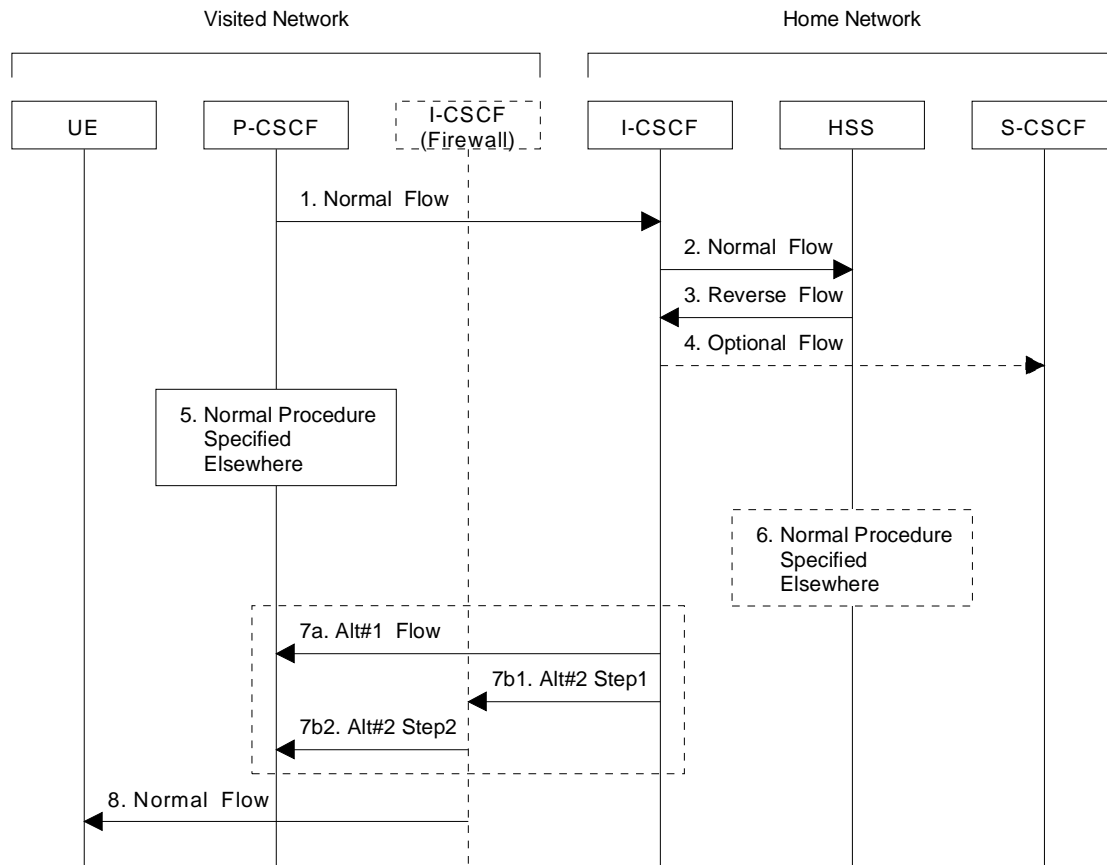 Visited Network
Home Network
UE
P-CSCF
I-CSCF
(Firewall)
I-CSCF
HSS
S-CSCF
1. Normal Flow
2. Normal Flow
3. Reverse Flow
4. Optional Flow
5. Normal Procedure
Specified
Elsewhere
6. Normal Procedure
Specified
Elsewhere
7a. Alt#1 Flow
7b1. Alt#2 Step1
7b2. Alt#2 Step2
8. Normal Flow